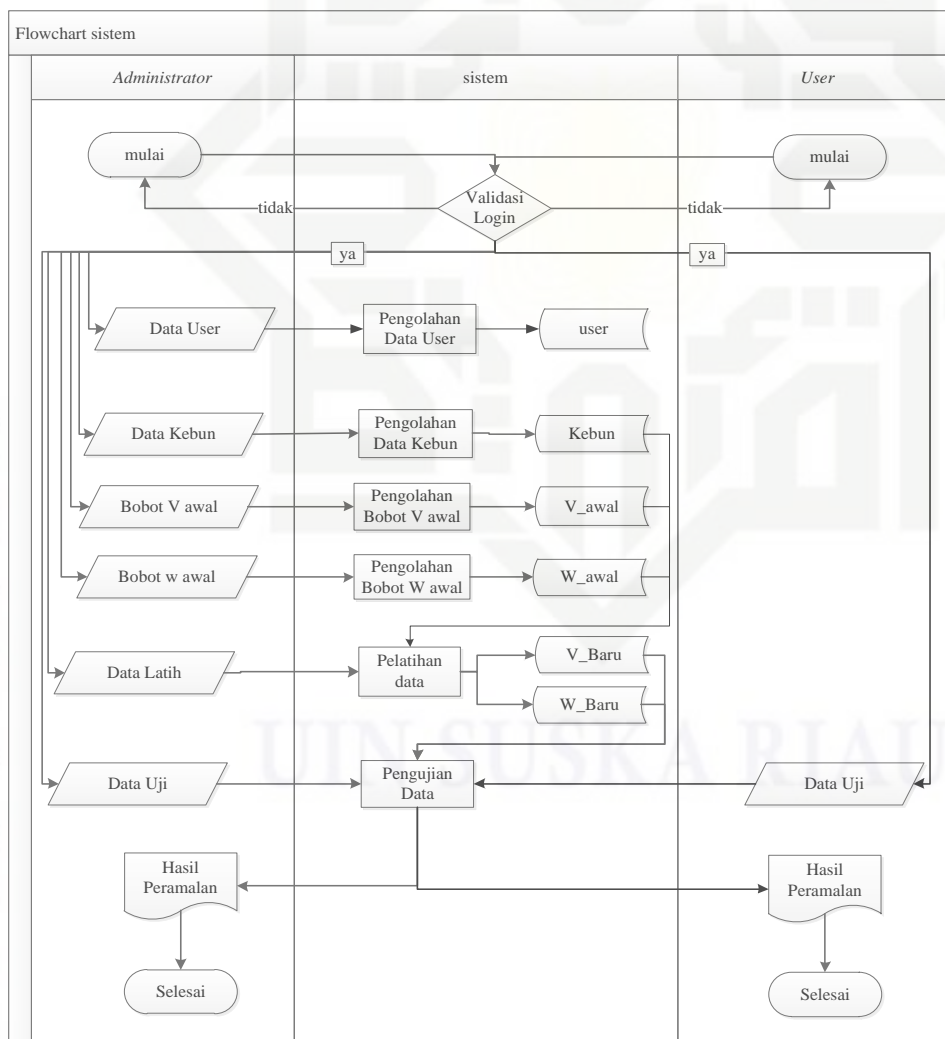 Flowchart sistem
Administrator
sistem
User
mulai
mulai
Validasi
Login
tidak
tidak
ya
ya
Data User
Pengolahan
Data User
user
Data Kebun
Pengolahan
Data Kebun
Kebun
Bobot V awal
Pengolahan
Bobot V awal
V_awal
Bobot w awal
Pengolahan
Bobot W awal
W_awal
Data Latih
Pelatihan
data
V_Baru
W_Baru
UIN SUSKA RIAU
Data Uji
Pengujian
Data
Data Uji
Hasil
Peramalan
Hasil
Peramalan
Selesai
Selesai